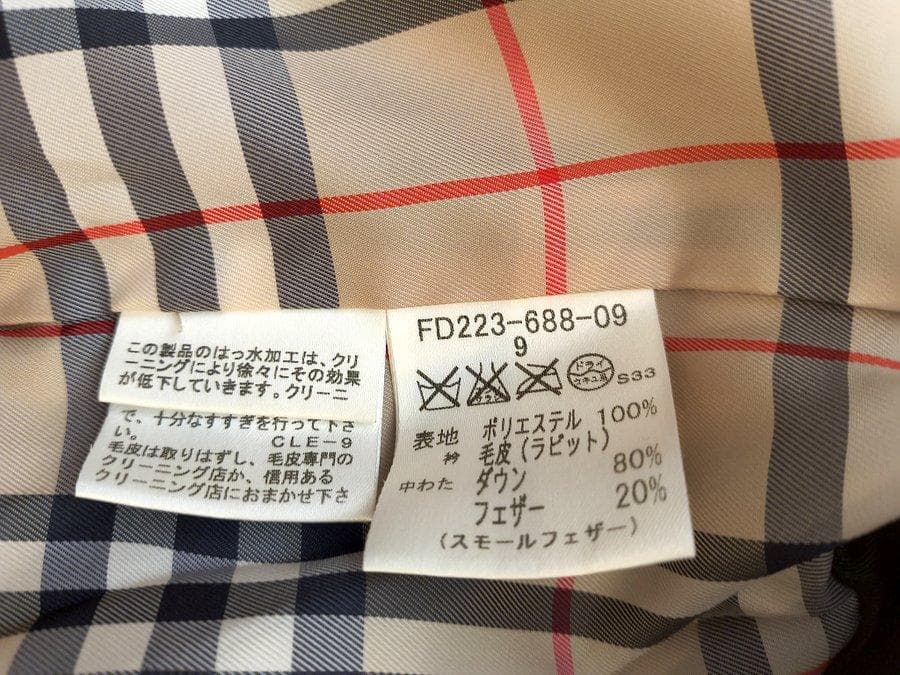 この製品のはっ水加工は、クリ
ーニングにより徐々にその効果
が低下していきます。クリーニ
で、十分なすすぎを行って下さ
い。 CLE-9
毛皮は取りはずし、毛皮専門の
クリーニング店か、信用ある
クリーニング店におまかせ下さ
FD223-688-09
9
ドライ
セキユ系
S33
表地 ポリエステル 100%
衿 毛皮(ラビット)
中わた ダウン 80%
フェザー 20%
(スモールフェザー)